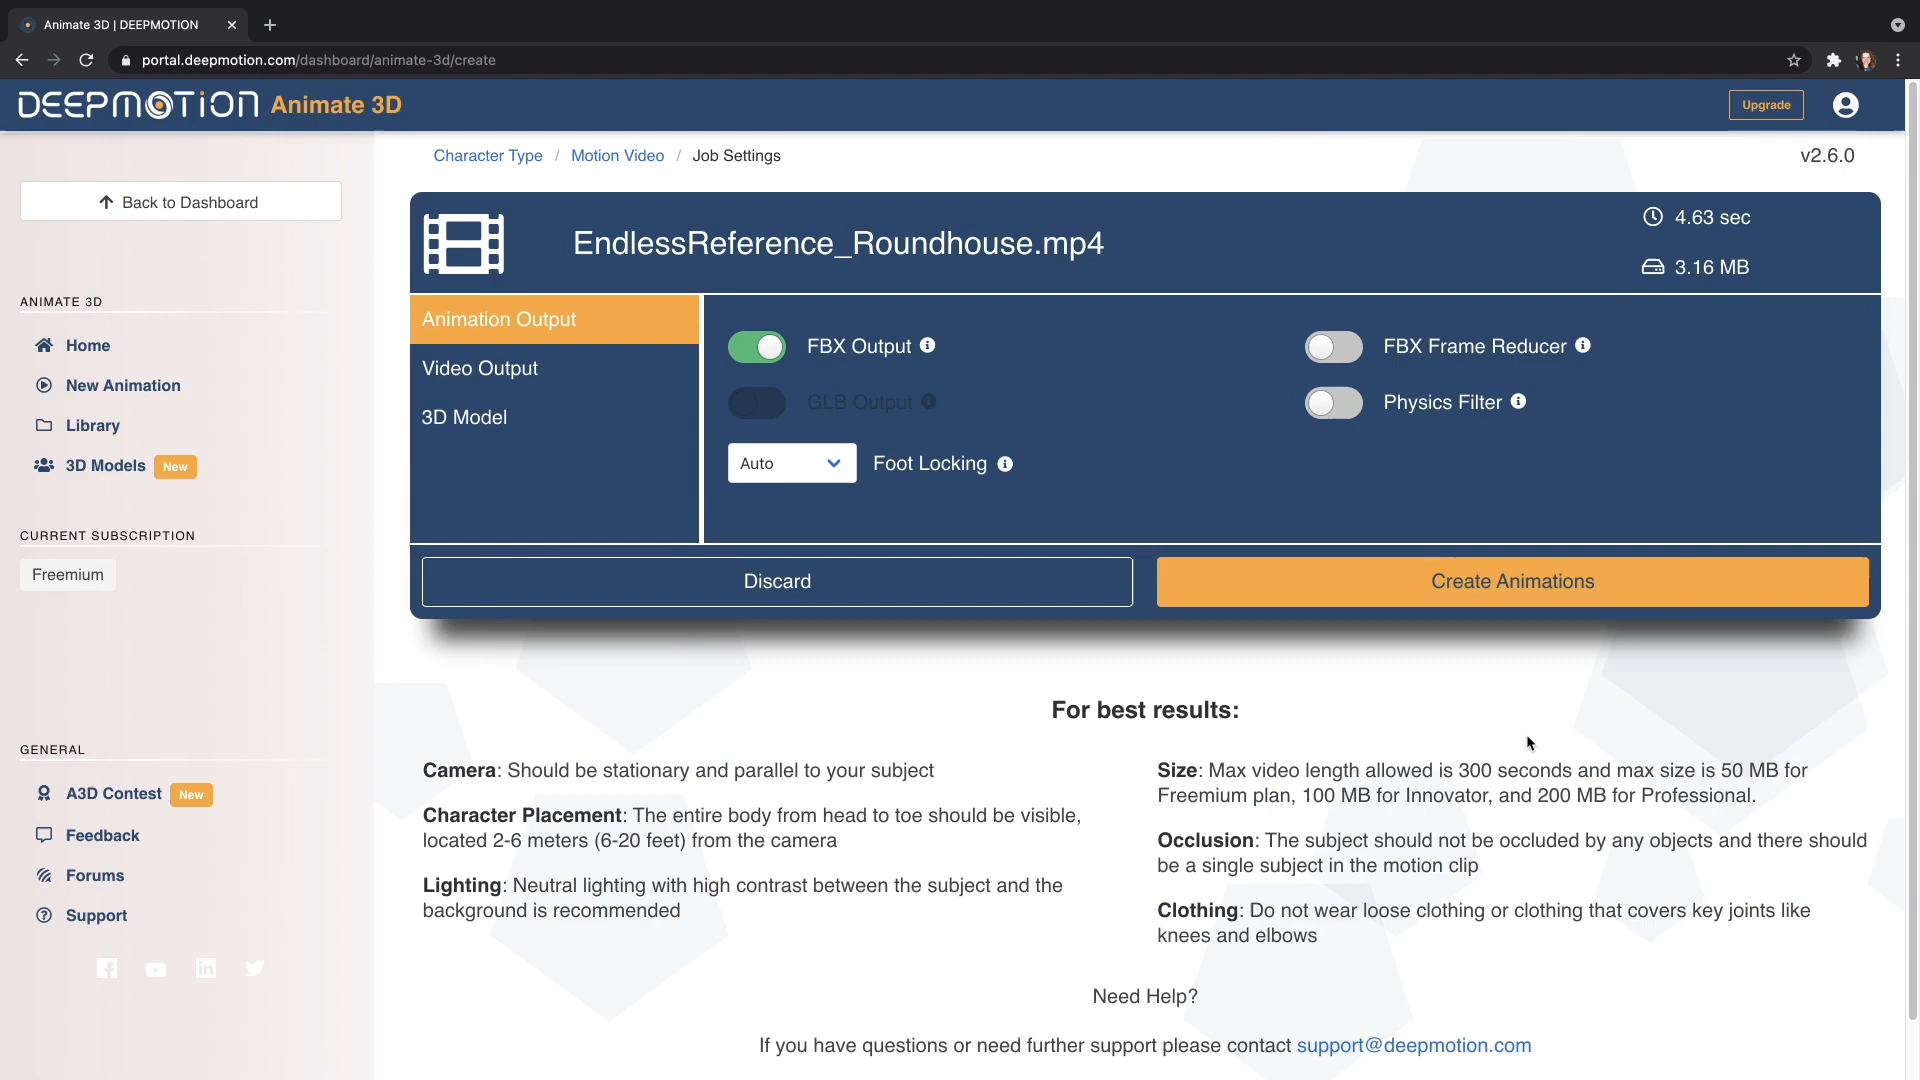 Animate 3D | DEEPMOTION
portal.deepmotion.com/dashboard/animate-3d/create
DEEPMOTION Animate 3D
Upgrade
Character Type / Motion Video / Job Settings
v2.6.0
Back to Dashboard
EndlessReference_Roundhouse.mp4
4.63 sec
3.16 MB
ANIMATE 3D
Home
New Animation
Library
3D Models New
CURRENT SUBSCRIPTION
Freemium
GENERAL
A3D Contest New
Feedback
Forums
Support
Animation Output
Video Output
3D Model
FBX Output
FBX Frame Reducer
GLB Output
Physics Filter
Auto
Foot Locking
Discard
Create Animations
For best results:
Camera: Should be stationary and parallel to your subject
Character Placement: The entire body from head to toe should be visible,
located 2-6 meters (6-20 feet) from the camera
Lighting: Neutral lighting with high contrast between the subject and the
background is recommended
Size: Max video length allowed is 300 seconds and max size is 50 MB for
Freemium plan, 100 MB for Innovator, and 200 MB for Professional.
Occlusion: The subject should not be occluded by any objects and there should
be a single subject in the motion clip
Clothing: Do not wear loose clothing or clothing that covers key joints like
knees and elbows
Need Help?
If you have questions or need further support please contact support@deepmotion.com